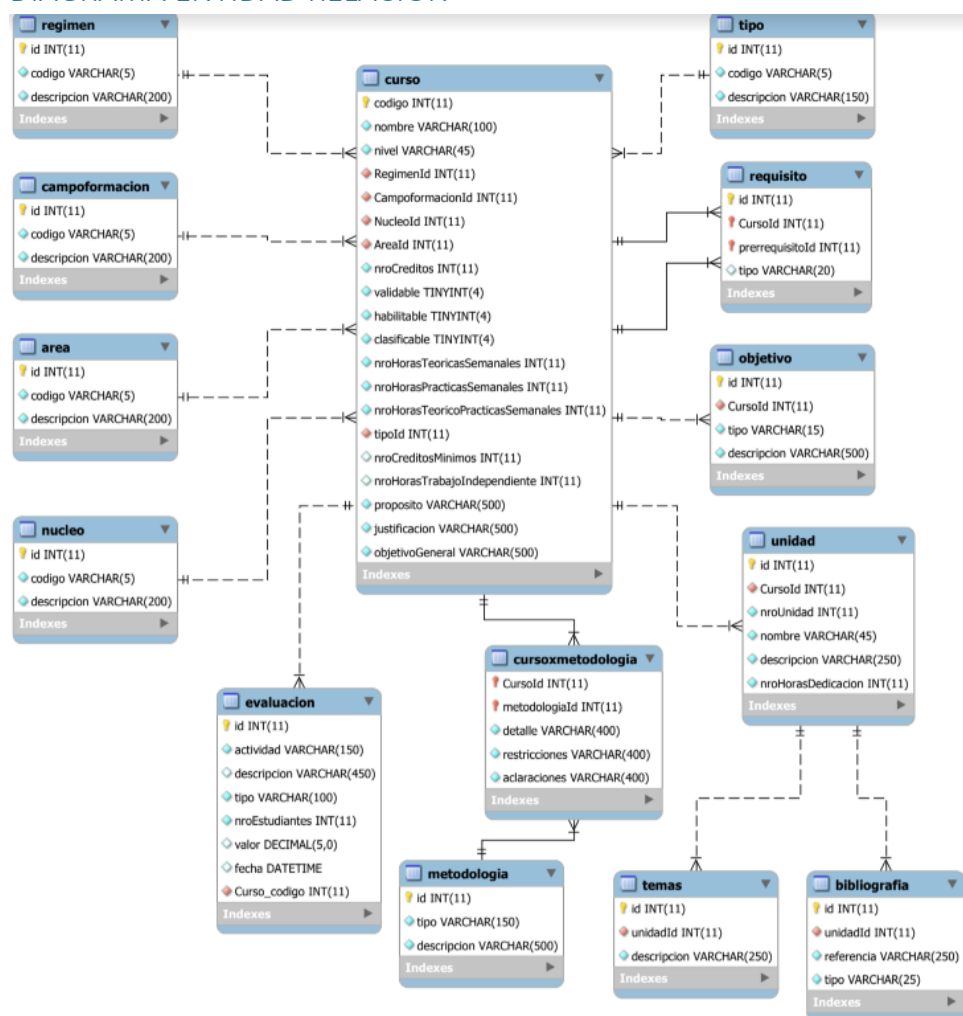 DIAGRAMA ENTIDAD RELACIÓN
regimen
id INT(11)
codigo VARCHAR(5)
descripcion VARCHAR(200)
Indexes
campoformacion
id INT(11)
codigo VARCHAR(5)
descripcion VARCHAR(200)
Indexes
area
id INT(11)
codigo VARCHAR(5)
descripcion VARCHAR(200)
Indexes
nucleo
id INT(11)
codigo VARCHAR(5)
descripcion VARCHAR(200)
Indexes
curso
codigo INT(11)
nombre VARCHAR(100)
nivel VARCHAR(45)
RegimenId INT(11)
CampoformacionId INT(11)
NucleoId INT(11)
AreaId INT(11)
nroCreditos INT(11)
validable TINYINT(4)
habilitable TINYINT(4)
clasificable TINYINT(4)
nroHorasTeoricasSemanales INT(11)
nroHorasPracticasSemanales INT(11)
nroHorasTeoricoPracticasSemanales INT(11)
tipoId INT(11)
nroCreditosMinimos INT(11)
nroHorasTrabajoIndependiente INT(11)
proposito VARCHAR(500)
justificacion VARCHAR(500)
objetivoGeneral VARCHAR(500)
Indexes
tipo
id INT(11)
codigo VARCHAR(5)
descripcion VARCHAR(150)
Indexes
requisito
id INT(11)
CursoId INT(11)
prerrequisitoId INT(11)
tipo VARCHAR(20)
Indexes
objetivo
id INT(11)
CursoId INT(11)
tipo VARCHAR(15)
descripcion VARCHAR(500)
Indexes
unidad
id INT(11)
CursoId INT(11)
nroUnidad INT(11)
nombre VARCHAR(45)
descripcion VARCHAR(250)
nroHorasDedicacion INT(11)
Indexes
evaluacion
id INT(11)
actividad VARCHAR(150)
descripcion VARCHAR(450)
tipo VARCHAR(100)
nroEstudiantes INT(11)
valor DECIMAL(5,0)
fecha DATETIME
Curso_codigo INT(11)
Indexes
cursoxmetodologia
CursoId INT(11)
metodologiaId INT(11)
detalle VARCHAR(400)
restricciones VARCHAR(400)
aclaraciones VARCHAR(400)
Indexes
metodologia
id INT(11)
tipo VARCHAR(150)
descripcion VARCHAR(500)
Indexes
temas
id INT(11)
unidadId INT(11)
descripcion VARCHAR(250)
Indexes
bibliografia
id INT(11)
unidadId INT(11)
referencia VARCHAR(250)
tipo VARCHAR(25)
Indexes